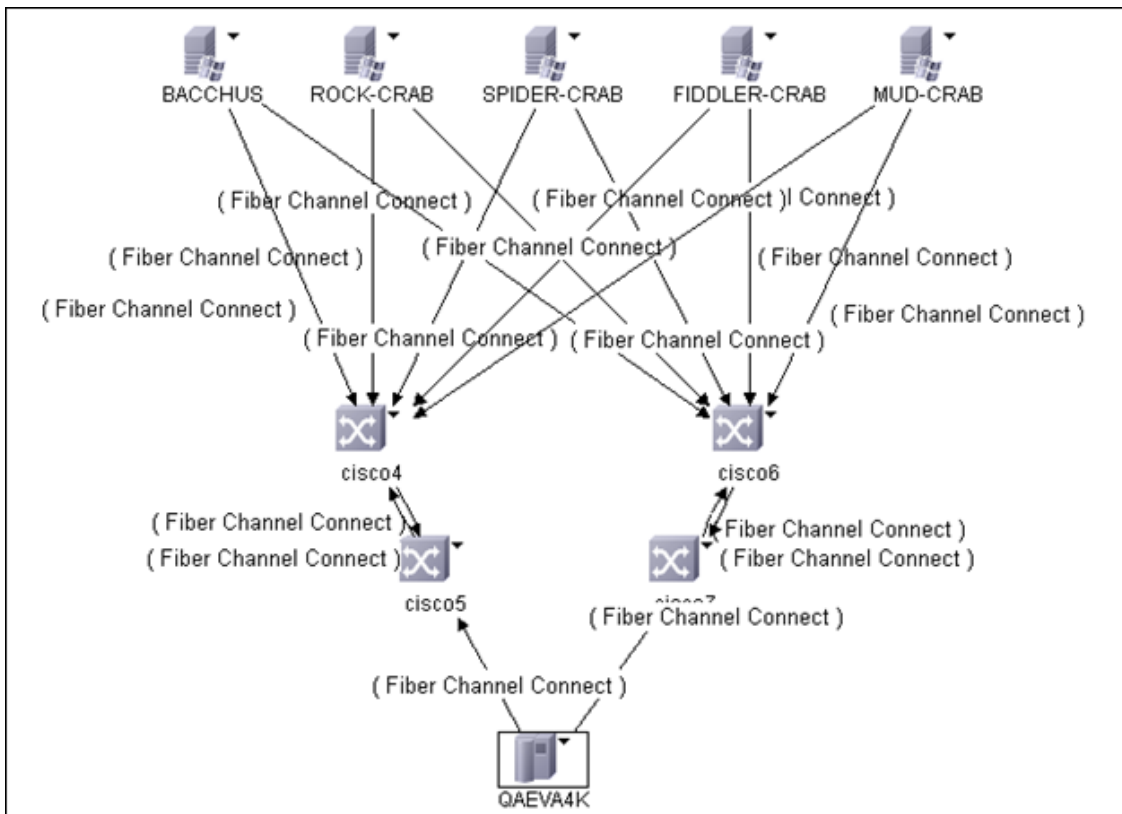 BACCHUS
ROCK-CRAB
SPIDER-CRAB
FIDDLER-CRAB
MUD-CRAB
( Fiber Channel Connect )
( Fiber Channel Connect )
Connect )
( Fiber Channel Connect )
( Fiber Channel Connect )
( Fiber Channel Connect )
( Fiber Channel Connect )
( Fiber Channel Connect )
( Fiber Channel Connect )
( Fiber Channel Connect )
cisco4
cisco6
( Fiber Channel Connect )
( Fiber Channel Connect )
( Fiber Channel Connect )
( Fiber Channel Connect )
cisco5
( Fiber Channel Connect )
( Fiber Channel Connect )
QAEVA4K